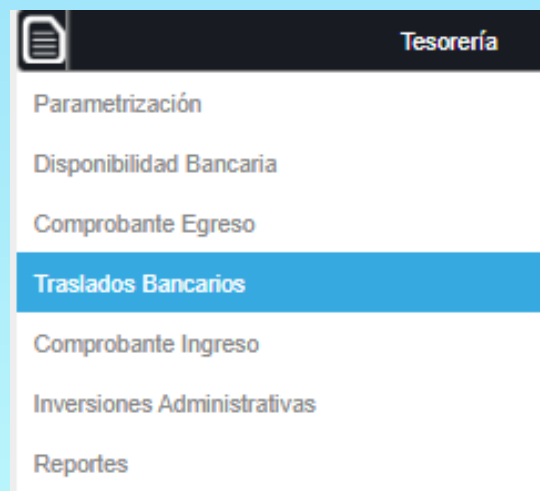 Tesorería
Parametrización
Disponibilidad Bancaria
Comprobante Egreso
Traslados Bancarios
Comprobante Ingreso
Inversiones Administrativas
Reportes